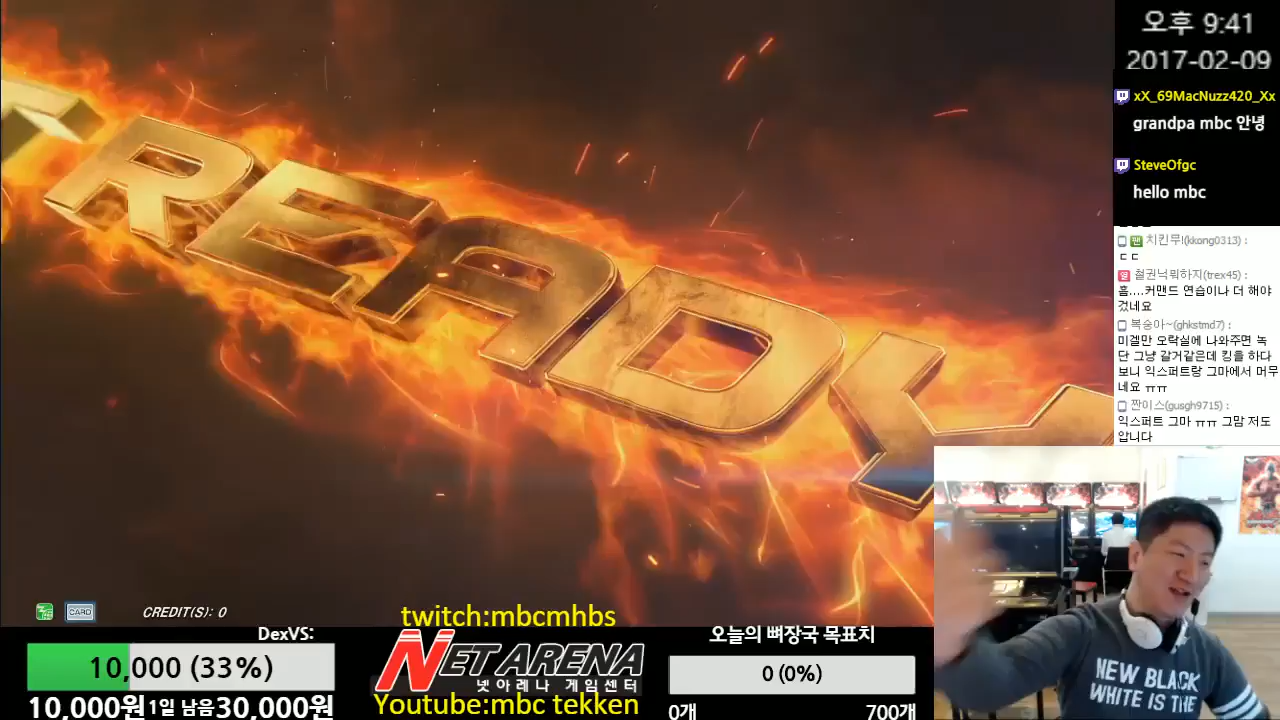 T READY
오후 9:41
2017-02-09
xX_69MacNuzz420_Xx
grandpa mbc 안녕
SteveOfgc
hello mbc
치킨무!(kkong0313) :
ㄷㄷ
철권넉뭐하지(trex45) :
흠....커맨드 연습이나 더 해야
겄네요
복숭아~(ghkstmd7) :
미겔만 오락실에 나와주면 녹
단 그냥 갈거같은데 킹을 하다
보니 익스퍼트랑 그마에서 머무
네요 ㅠㅠ
짠이스(gusgh9715) :
익스퍼트 그마 ㅠㅠ 그맘 저도
압니다
CARD
CREDIT(S): 0
DexVS:
10,000 (33%)
10,000원 1일 남음 30,000원
twitch:mbcmhbs
NET ARENA
넷아레나 게임센터
Youtube:mbc tekken
오늘의 뼈장국 목표치
0 (0%)
0개 700개
NEW BLACK
WHITE IS THE